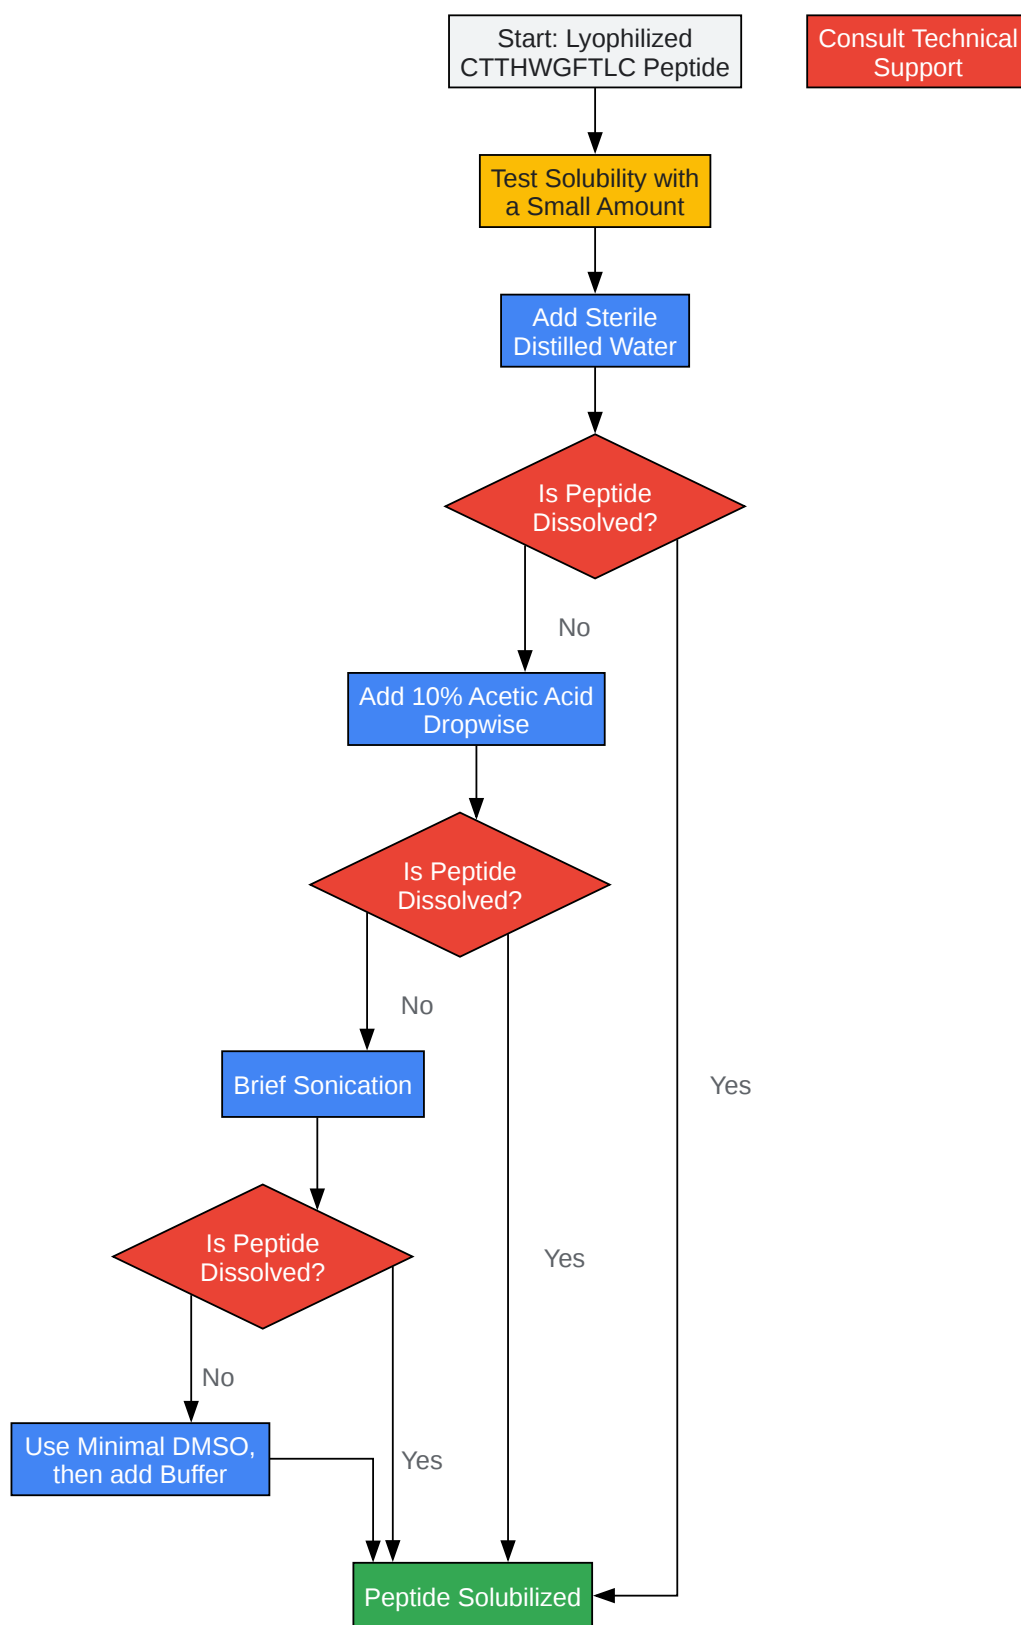 Start: Lyophilized
CTTHWGFTLC Peptide
Consult Technical
Support
Test Solubility with
a Small Amount
Add Sterile
Distilled Water
Is Peptide
Dissolved?
No
Add 10% Acetic Acid
Dropwise
Is Peptide
Dissolved?
No
Brief Sonication
Yes
Is Peptide
Dissolved?
Yes
No
Use Minimal DMSO,
then add Buffer
Yes
Peptide Solubilized